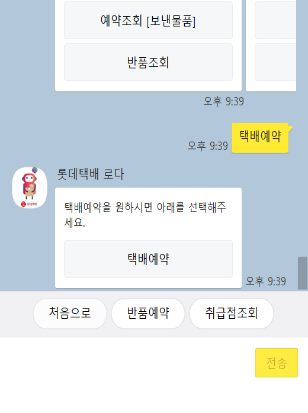 예약조회 [보낸물품]
반품조회
오후 9:39
택배예약
오후 9:39
롯데택배 로다
택배예약을 원하시면 아래를 선택해주
세요.
택배예약
오후 9:39
처음으로
반품예약
취급점조회
전송